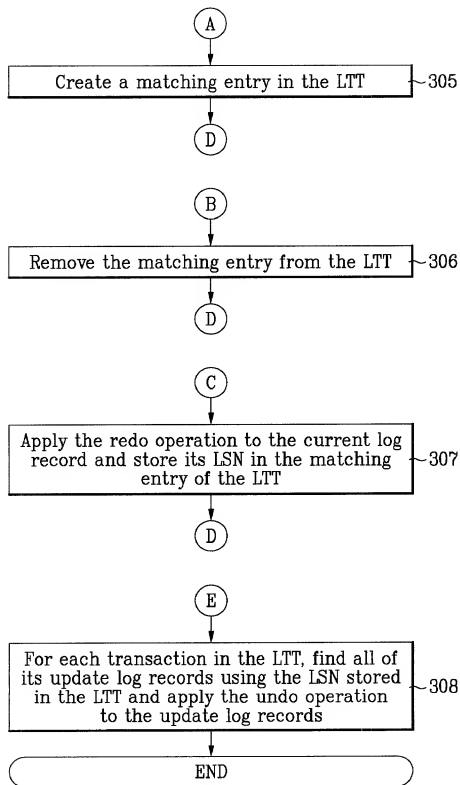 A
Create a matching entry in the LTT
305
D
B
Remove the matching entry from the LTT
306
D
C
Apply the redo operation to the current log
record and store its LSN in the matching
entry of the LTT
307
D
E
For each transaction in the LTT, find all of
its update log records using the LSN stored
in the LTT and apply the undo operation
to the update log records
308
END